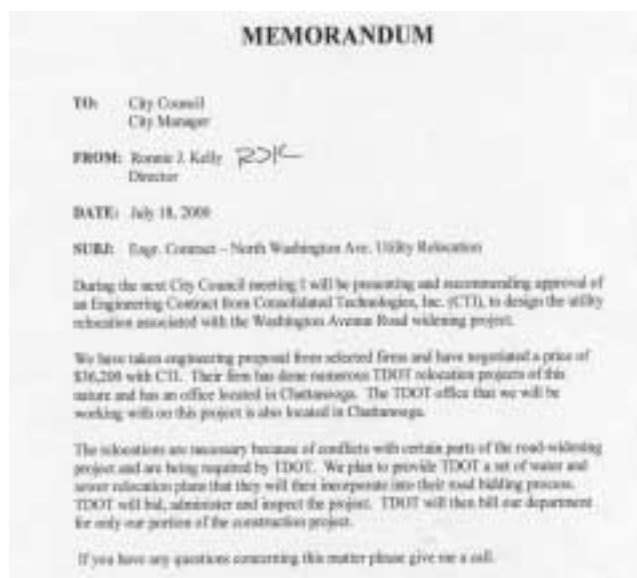 MEMORANDUM
TO: City Council
City Manager
FROM: Ronnie J. Kelly RJK
Director
DATE: July 18, 2000
SUBJ: Engr. Contract – North Washington Ave. Utility Relocation
During the next City Council meeting I will be presenting and recommending approval of
an Engineering Contract from Consolidated Technologies, Inc. (CTI), to design the utility
relocation associated with the Washington Avenue Road widening project.
We have taken engineering proposal from selected firms and have negotiated a price of
$36,200 with CTI. Their firm has done numerous TDOT relocation projects of this
nature and has an office located in Chattanooga. The TDOT office that we will be
working with on this project is also located in Chattanooga.
The relocations are necessary because of conflicts with certain parts of the road-widening
project and are being required by TDOT. We plan to provide TDOT a set of water and
sewer relocation plans that they will then incorporate into their road bidding process.
TDOT will bid, administer and inspect the project. TDOT will then bill our department
for only our portion of the construction project.
If you have any questions concerning this matter please give me a call.